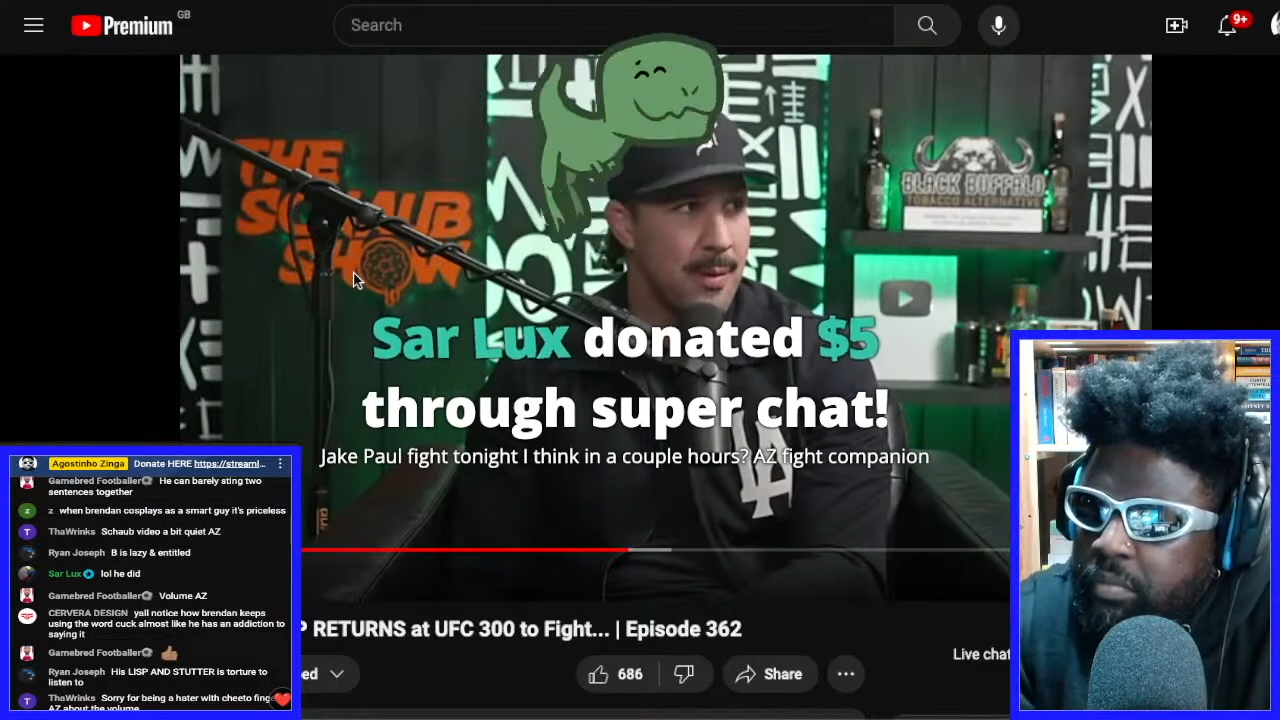 Premium
GB
Search
9+
THE
SCHAUB
SHOW
BLACK BUFFALO
TOBACCO ALTERNATIVE
LA
Sar Lux donated $5
through super chat!
Jake Paul fight tonight I think in a couple hours? AZ fight companion
Agostinho Zinga Donate HERE https://streaml...
Gamebred Footballer He can barely sting two
sentences together
z z when brendan cosplays as a smart guy it's priceless
T ThaWrinks Schaub video a bit quiet AZ
Ryan Joseph B is lazy & entitled
Sar Lux lol he did
Gamebred Footballer Volume AZ
CERVERA DESIGN yall notice how brendan keeps
using the word cuck almost like he has an addiction to
saying it
Gamebred Footballer
Ryan Joseph His LISP AND STUTTER is torture to
listen to
T ThaWrinks Sorry for being a hater with cheeto finge
AZ about the volume
P RETURNS at UFC 300 to Fight... | Episode 362
ed
686
Share
Live chat